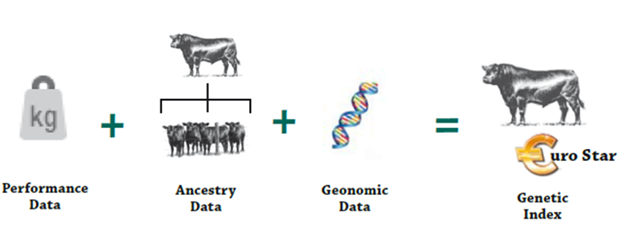 kg
Performance
Data
Ancestry
Data
Geonomic
Data
€uro Star
Genetic
Index